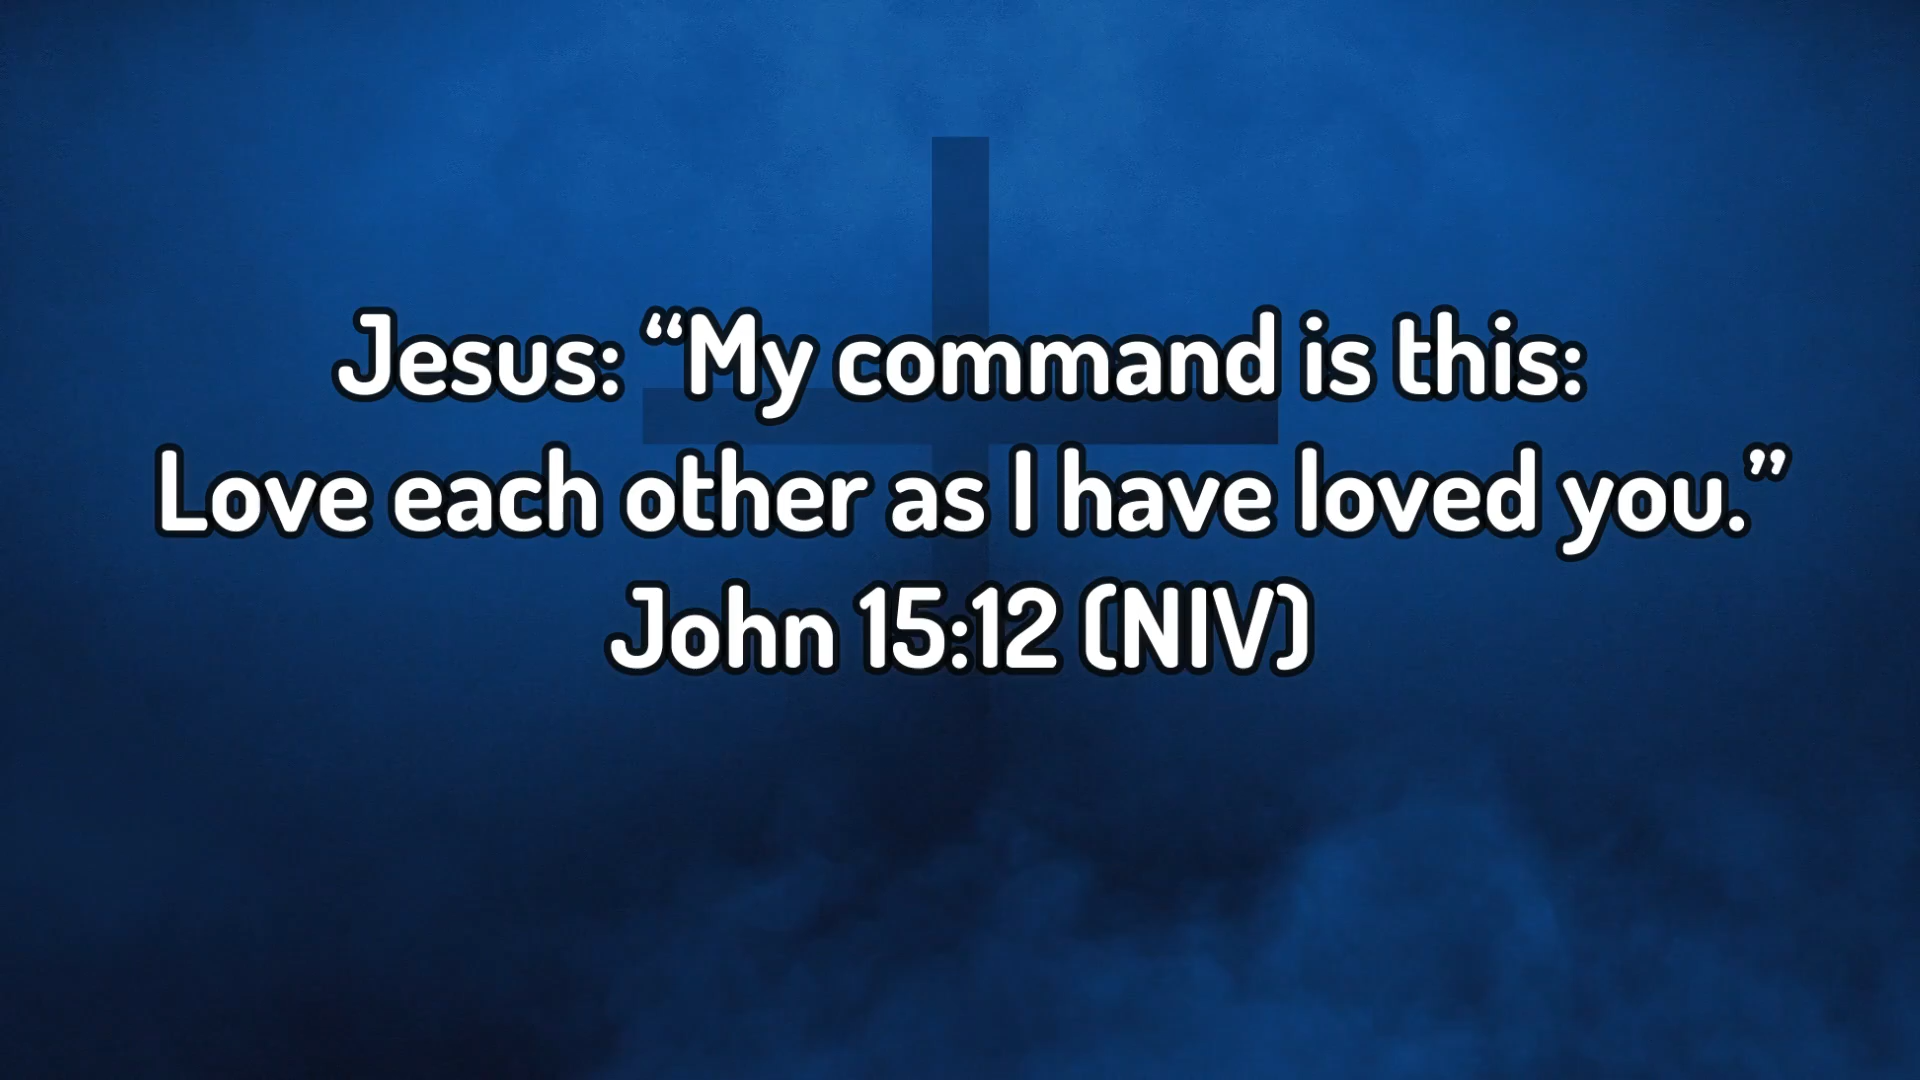 Jesus: “My command is this:
Love each other as I have loved you.”
John 15:12 (NIV)